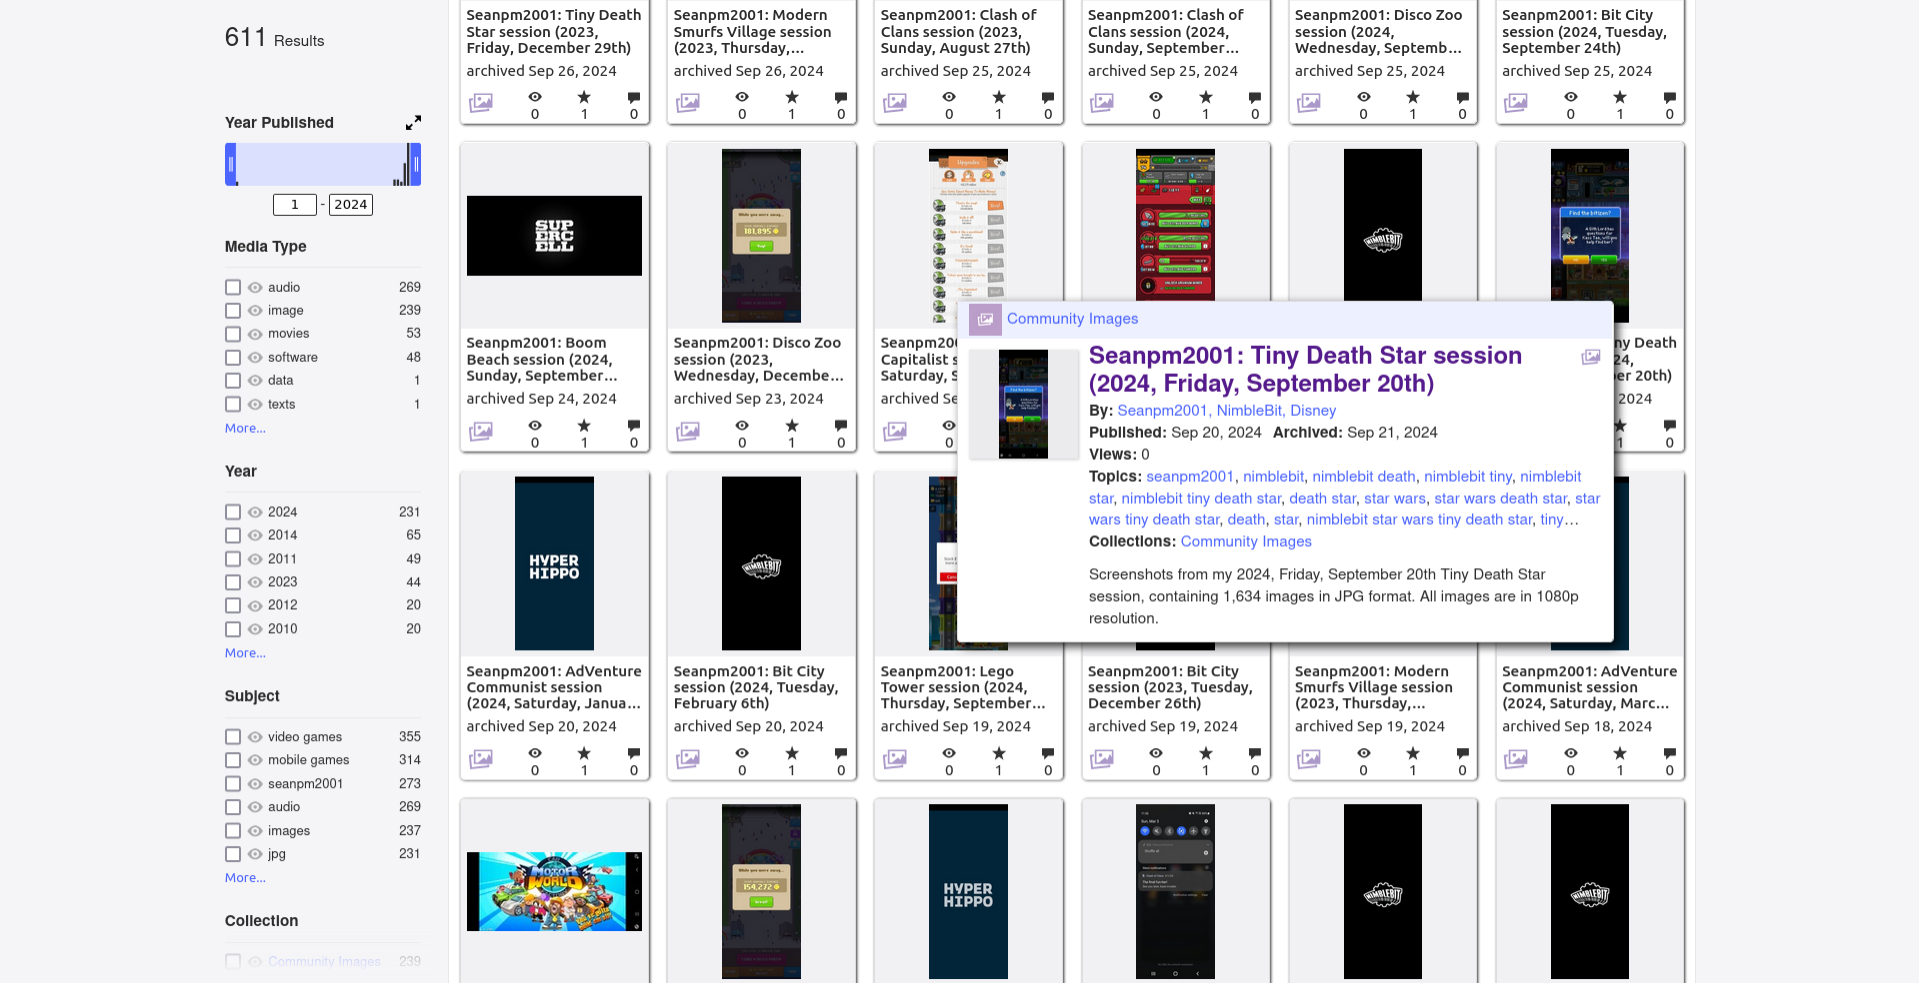 611 Results
Year Published
1 - 2024
Media Type
audio 269
image 239
movies 53
software 48
data 1
texts 1
More...
Year
2024 231
2014 65
2011 49
2023 44
2012 20
2010 20
More...
Subject
video games 355
mobile games 314
seanpm2001 273
audio 269
images 237
jpg 231
More...
Collection
Community Images 239
Seanpm2001: Tiny Death
Star session (2023,
Friday, December 29th)
archived Sep 26, 2024
0 1 0
Seanpm2001: Modern
Smurfs Village session
(2023, Thursday,...
archived Sep 26, 2024
0 1 0
Seanpm2001: Clash of
Clans session (2023,
Sunday, August 27th)
archived Sep 25, 2024
0 1 0
Seanpm2001: Clash of
Clans session (2024,
Sunday, September...
archived Sep 25, 2024
0 1 0
Seanpm2001: Disco Zoo
session (2024,
Wednesday, Septemb...
archived Sep 25, 2024
0 1 0
Seanpm2001: Bit City
session (2024, Tuesday,
September 24th)
archived Sep 25, 2024
0 1 0
SUP
ERC
ELL
Seanpm2001: Boom
Beach session (2024,
Sunday, September...
archived Sep 24, 2024
0 1 0
While you were away...
181,895
Seanpm2001: Disco Zoo
session (2023,
Wednesday, Decembe...
archived Sep 23, 2024
0 1 0
Upgrades
Seanpm200
Capitalist s
Saturday, S
archived Se
0
NIMBLEBIT
Find the bitizen!
ny Death
24,
er 20th)
2024
1 0
Community Images
Seanpm2001: Tiny Death Star session
(2024, Friday, September 20th)
By: Seanpm2001, NimbleBit, Disney
Published: Sep 20, 2024 Archived: Sep 21, 2024
Views: 0
Topics: seanpm2001, nimblebit, nimblebit death, nimblebit tiny, nimblebit
star, nimblebit tiny death star, death star, star wars, star wars death star, star
wars tiny death star, death, star, nimblebit star wars tiny death star, tiny...
Collections: Community Images
Screenshots from my 2024, Friday, September 20th Tiny Death Star
session, containing 1,634 images in JPG format. All images are in 1080p
resolution.
HYPER
HIPPO
Seanpm2001: AdVenture
Communist session
(2024, Saturday, Janua...
archived Sep 20, 2024
0 1 0
NIMBLEBIT
Seanpm2001: Bit City
session (2024, Tuesday,
February 6th)
archived Sep 20, 2024
0 1 0
Seanpm2001: Lego
Tower session (2024,
Thursday, September...
archived Sep 19, 2024
0 1 0
Seanpm2001: Bit City
session (2023, Tuesday,
December 26th)
archived Sep 19, 2024
0 1 0
Seanpm2001: Modern
Smurfs Village session
(2023, Thursday,...
archived Sep 19, 2024
0 1 0
Seanpm2001: AdVenture
Communist session
(2024, Saturday, Marc...
archived Sep 18, 2024
0 1 0
MOTOR
WORLD
While you were away...
154,272
HYPER
HIPPO
NIMBLEBIT
NIMBLEBIT